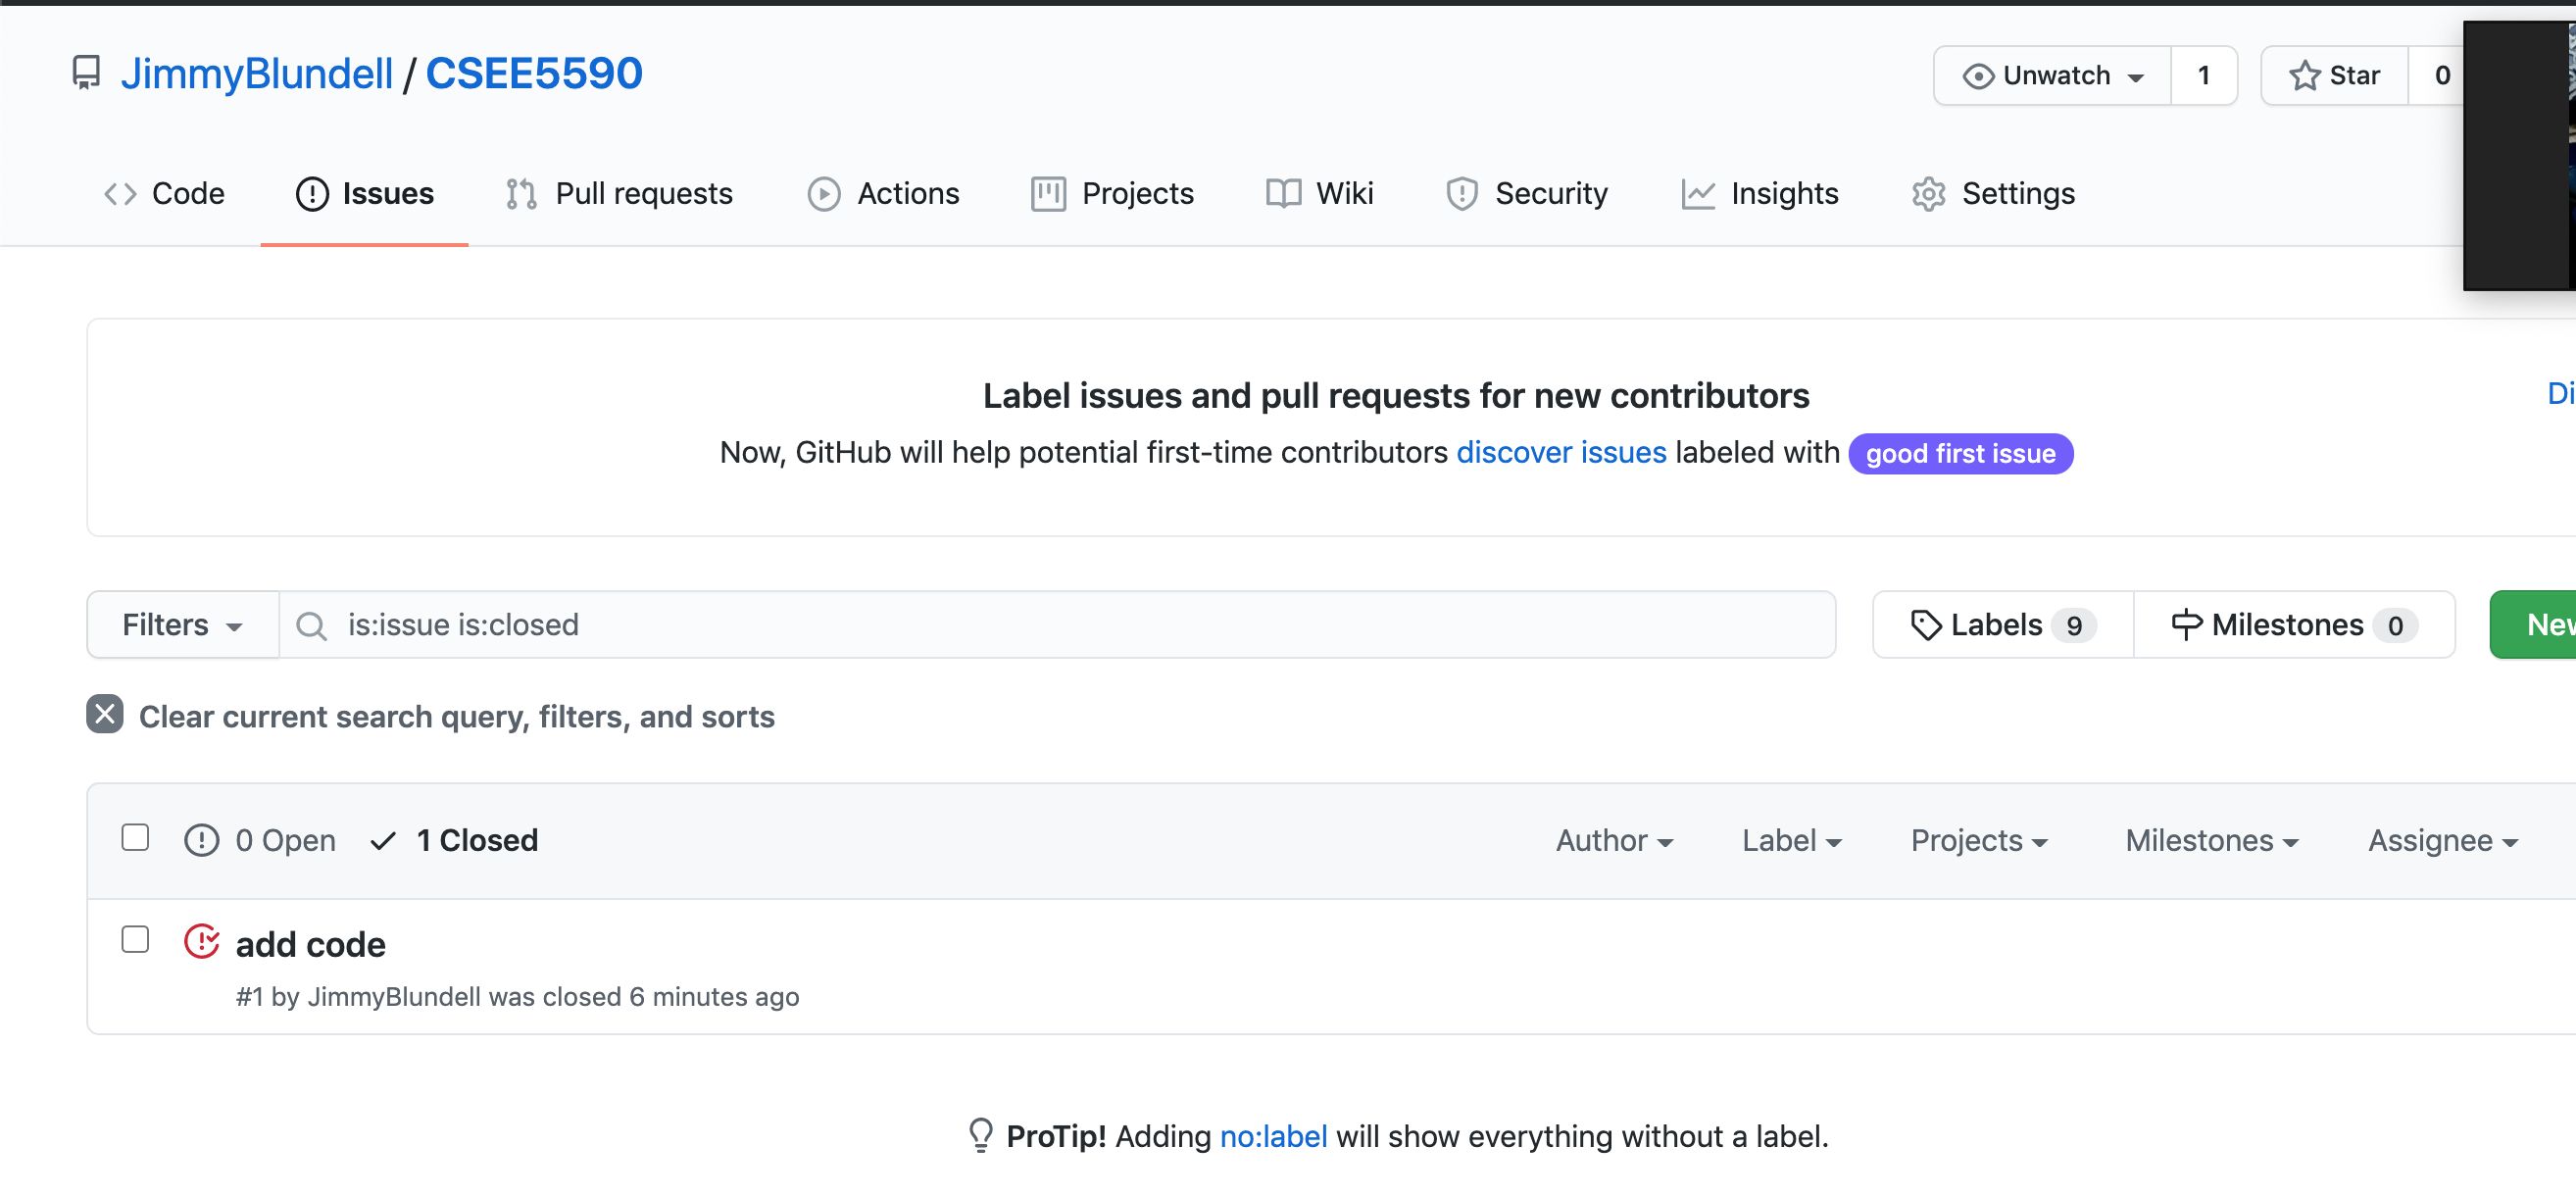 JimmyBlundell / CSEE5590
Unwatch 1 Star 0
Code Issues Pull requests Actions Projects Wiki Security Insights Settings
Label issues and pull requests for new contributors
Now, GitHub will help potential first-time contributors discover issues labeled with good first issue
Filters is:issue is:closed Labels 9 Milestones 0
Clear current search query, filters, and sorts
0 Open 1 Closed Author Label Projects Milestones Assignee
add code
#1 by JimmyBlundell was closed 6 minutes ago
ProTip! Adding no:label will show everything without a label.